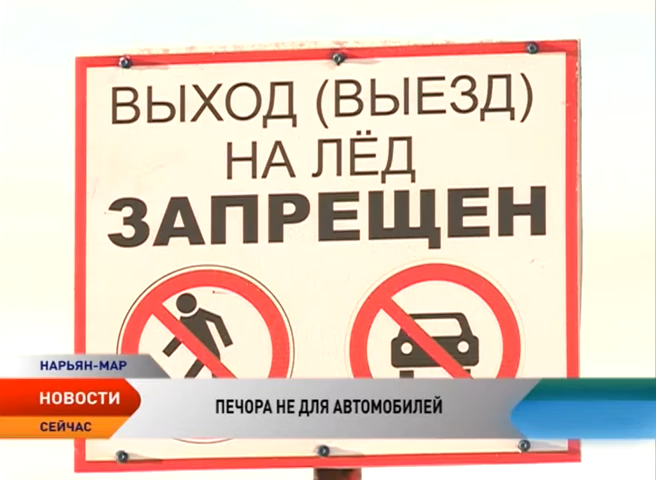 ВЫХОД (ВЫЕЗД)
НА ЛЁД
ЗАПРЕЩЕН
НАРЬЯН-МАР
НОВОСТИ
ПЕЧОРА НЕ ДЛЯ АВТОМОБИЛЕЙ
СЕЙЧАС